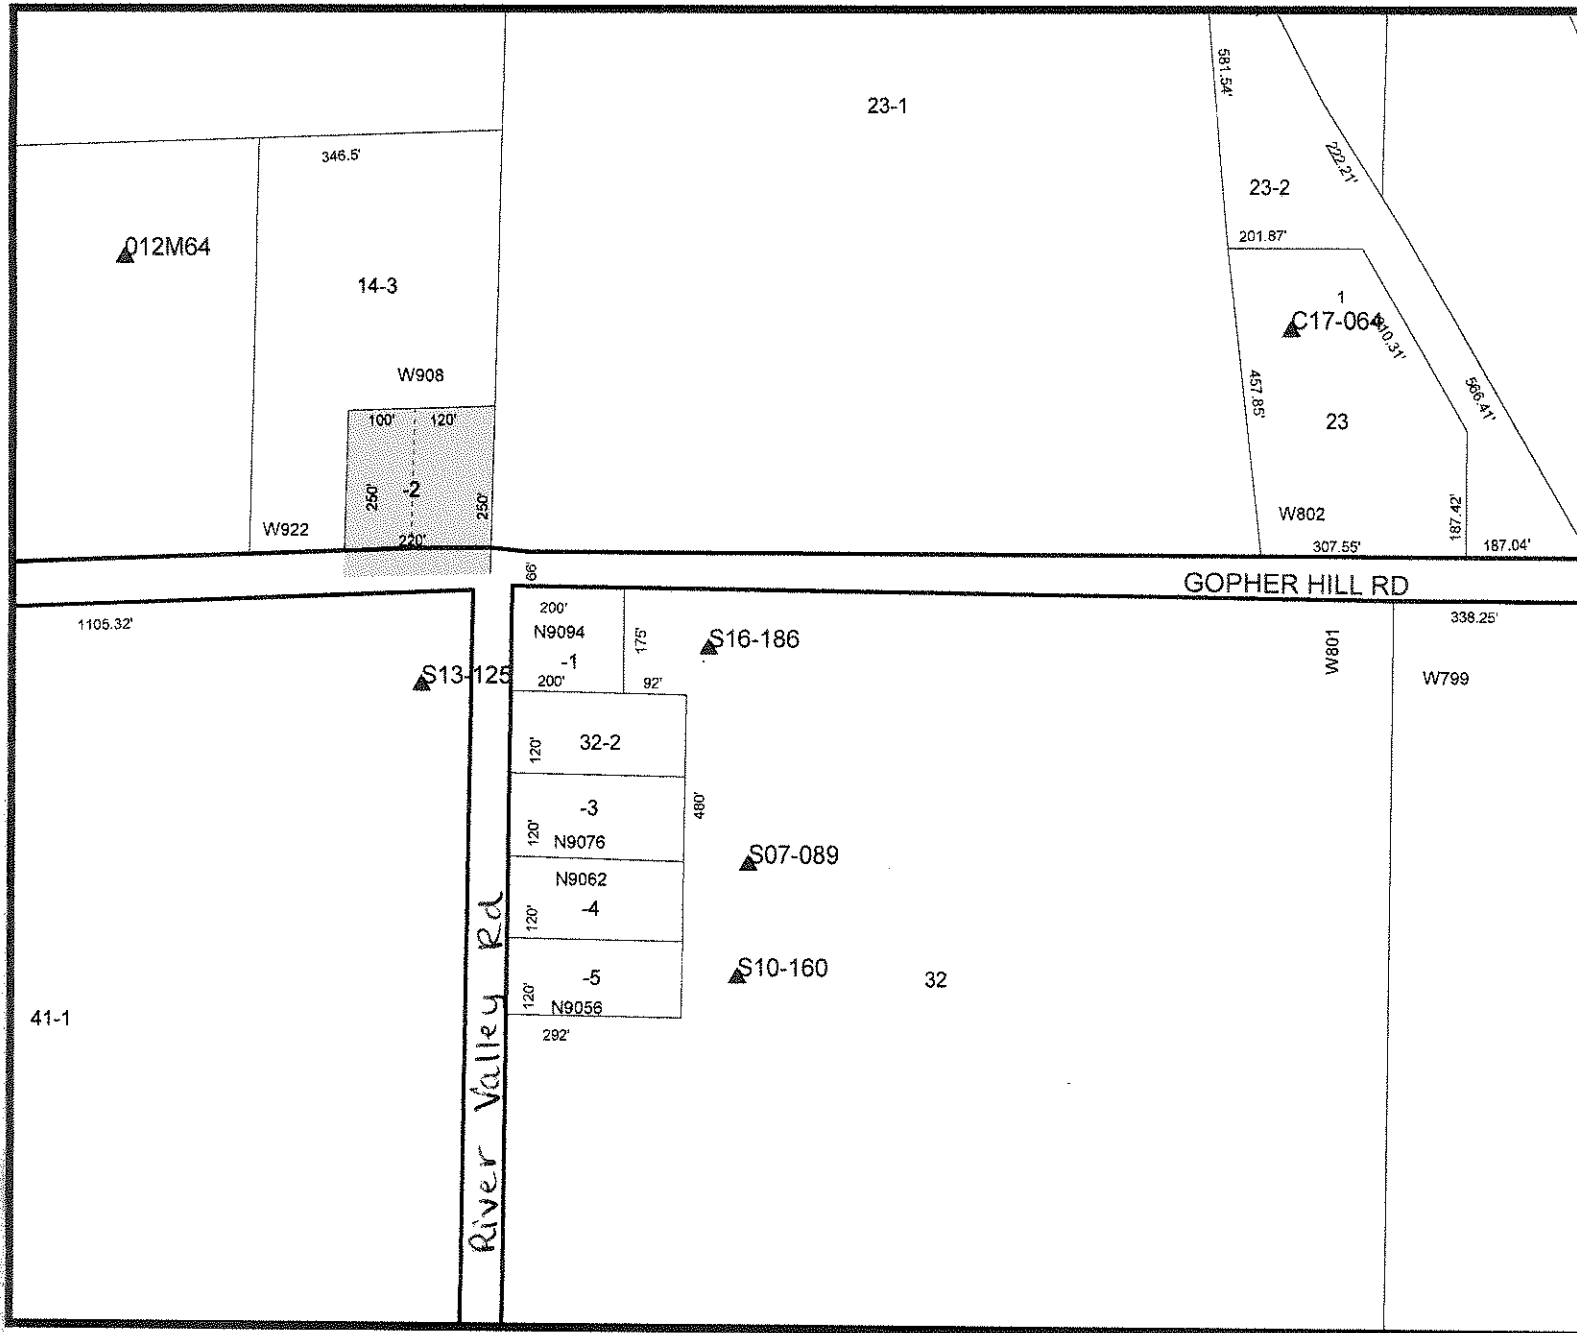 581.54'
23-1
222.21'
346.5'
23-2
201.87'
012M64
14-3
1
C17-064
310.31'
W908
457.85'
566.41'
100'
120'
23
250'
-2
250'
W802
187.42'
W922
220'
307.55'
187.04'
66'
GOPHER HILL RD
1105.32'
200'
N9094
175'
S16-186
W801
338.25'
-1
S13-125
200'
92'
W799
120'
32-2
480'
-3
120'
N9076
S07-089
N9062
120'
-4
River Valley Rd
S10-160
-5
32
120'
N9056
41-1
292'